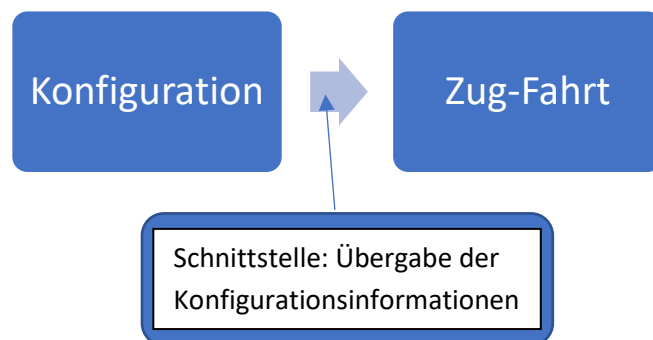 Konfiguration
Zug-Fahrt
Schnittstelle: Übergabe der
Konfigurationsinformationen